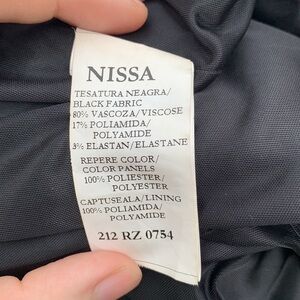 NISSA
TESATURA NEAGRA/
BLACK FABRIC
80% VASCOZA/VISCOSE
17% POLIAMIDA/
POLYAMIDE
3% ELASTAN/ELASTANE
REPERE COLOR/
COLOR PANELS
100% POLIESTER/
POLYESTER
CAPTUSEALA/LINING
100% POLIAMIDA/
POLYAMIDE
212 RZ 0754